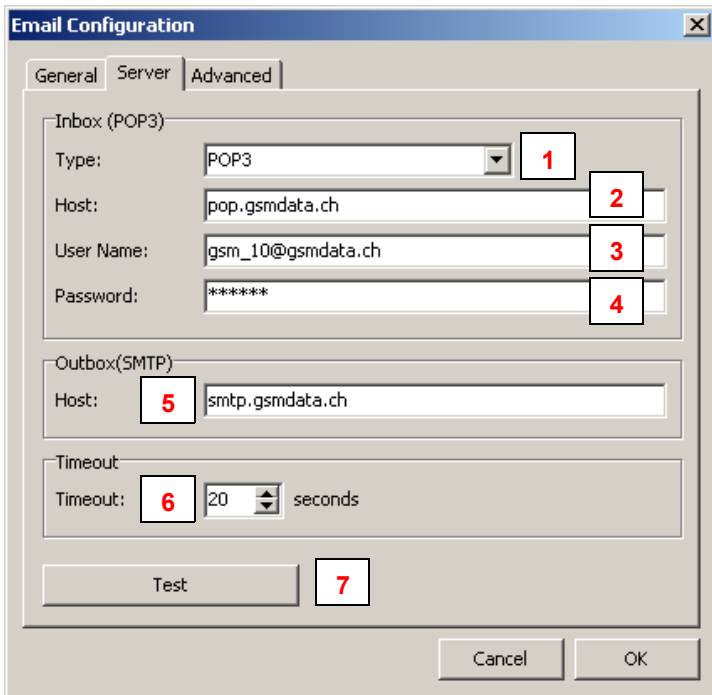 Email Configuration
General Server Advanced
Inbox (POP3)
Type: POP3 1
Host: pop.gsmdata.ch 2
User Name: gsm_10@gsmdata.ch 3
Password: ****** 4
Outbox(SMTP)
Host: 5 smtp.gsmdata.ch
Timeout
Timeout: 6 20 seconds
Test 7
Cancel OK